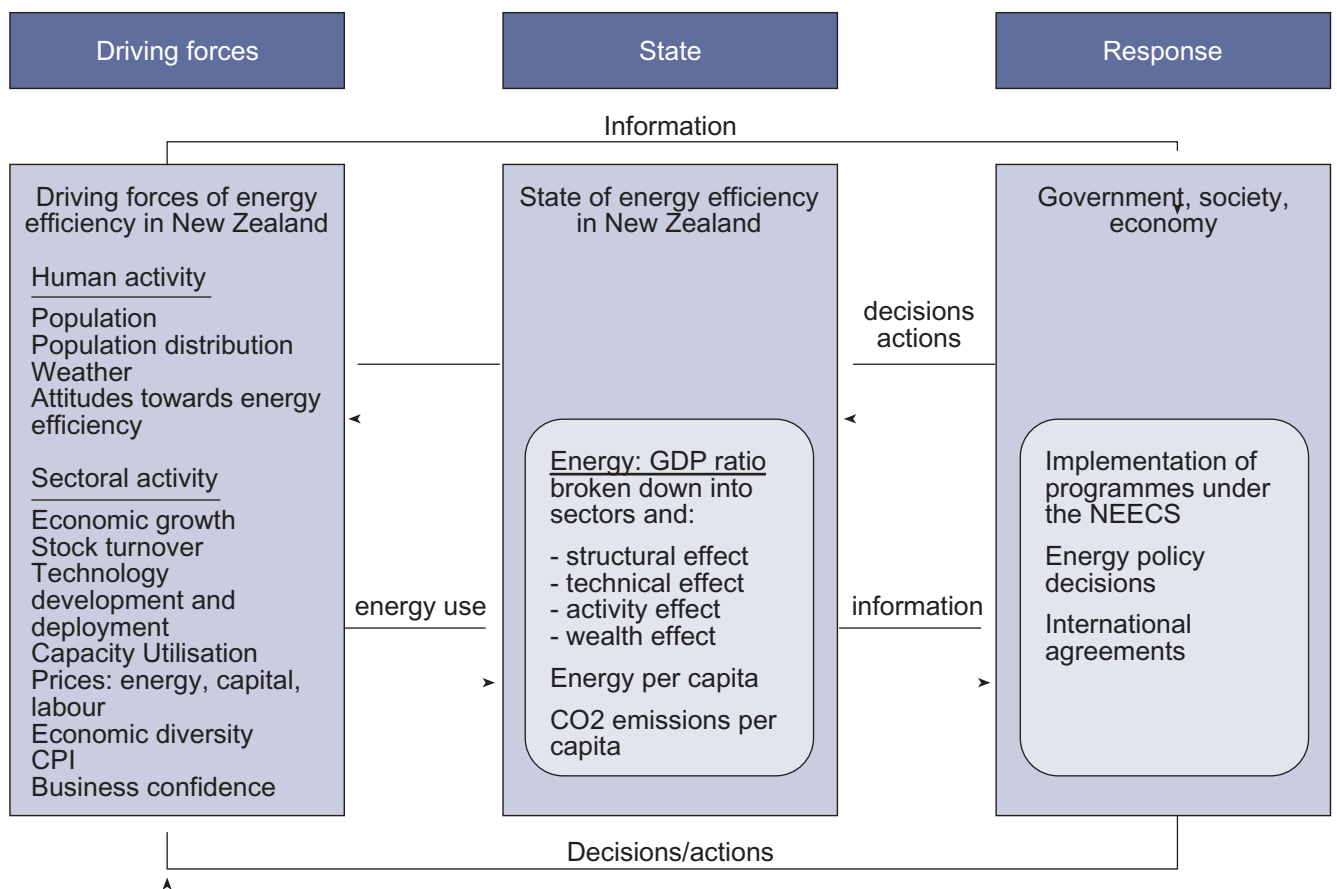 Driving forces
State
Response
Information
Driving forces of energy
efficiency in New Zealand
Human activity
Population
Population distribution
Weather
Attitudes towards energy
efficiency
Sectoral activity
Economic growth
Stock turnover
Technology
development and
deployment
Capacity Utilisation
Prices: energy, capital,
labour
Economic diversity
CPI
Business confidence
energy use
State of energy efficiency
in New Zealand
Energy: GDP ratio
broken down into
sectors and:
- structural effect
- technical effect
- activity effect
- wealth effect
Energy per capita
CO2 emissions per
capita
decisions
actions
information
Government, society,
economy
Implementation of
programmes under
the NEECS
Energy policy
decisions
International
agreements
Decisions/actions